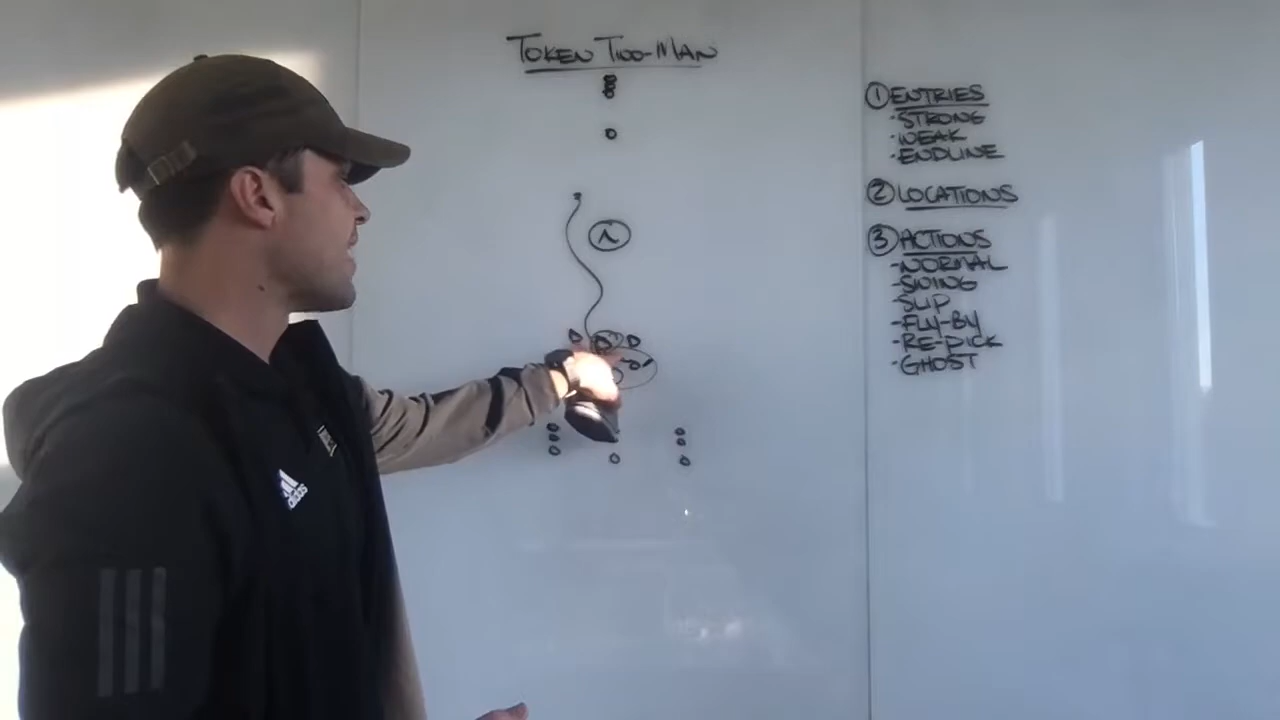 TOKEN TWO-MAN
① ENTRIES
- STRONG
- WEAK
- ENDLINE
② LOCATIONS
③ ACTIONS
- NORMAL
- SWING
- SLIP
- FLY-BY
- RE-PICK
- GHOST
adidas